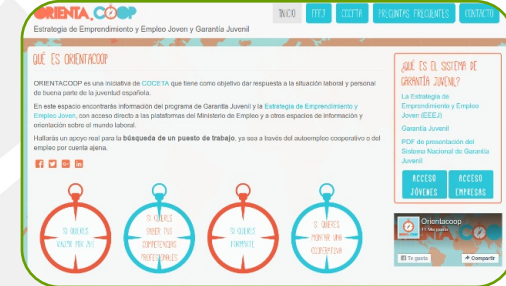 ORIENTA.COOP
Estrategia de Emprendimiento y Empleo Joven y Garantía Juvenil
INICIO EEEJ COCETA PREGUNTAS FRECUENTES CONTACTO
QUÉ ES ORIENTACOOP
ORIENTACOOP es una iniciativa de COCETA que tiene como objetivo dar respuesta a la situación laboral y personal
de buena parte de la juventud española.
En este espacio encontrarás información del programa de Garantía Juvenil y la Estrategia de Emprendimiento y
Empleo Joven, con acceso directo a las plataformas del Ministerio de Empleo y a otros espacios de información y
orientación sobre el mundo laboral.
Hallarás un apoyo real para la búsqueda de un puesto de trabajo, ya sea a través del autoempleo cooperativo o del
empleo por cuenta ajena.
SI QUIERES
SI QUIERES
SABER TUS
COMPETENCIAS
PROFESIONALES
SI QUIERES
FORMARTE
SI QUIERES
MONTAR UNA
COOPERATIVA
¿QUÉ ES EL SISTEMA DE
GARANTÍA JUVENIL?
La Estrategia de
Emprendimiento y Empleo
Joven (EEEJ)
Garantía Juvenil
PDF de presentación del
Sistema Nacional de Garantía
Juvenil
ACCESO
JÓVENES
ACCESO
EMPRESAS
Orientacoop
Te gusta
Compartir